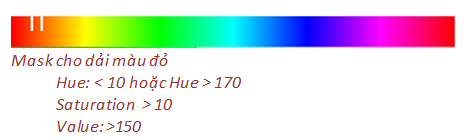 Mask cho dải màu đỏ
Hue: < 10 hoặc Hue > 170
Saturation > 10
Value: >150